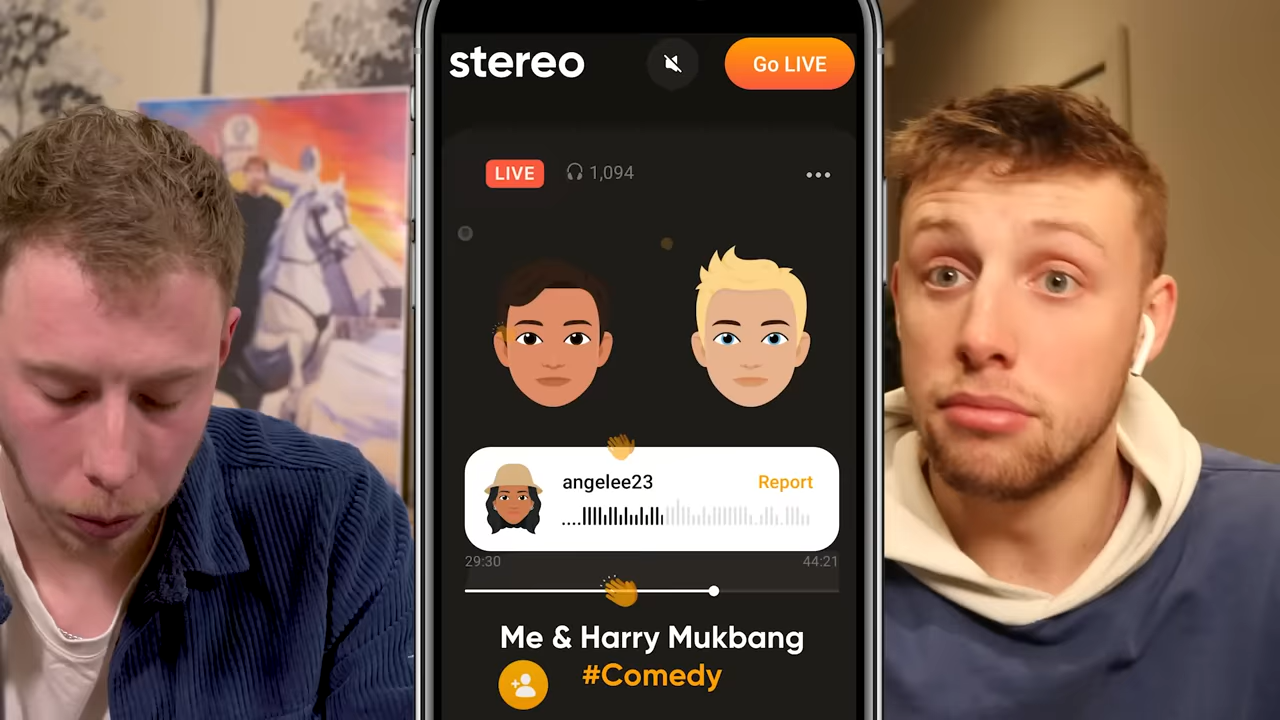 stereo
Go LIVE
LIVE
1,094
angelee23
Report
29:30
44:21
Me & Harry Mukbang
#Comedy